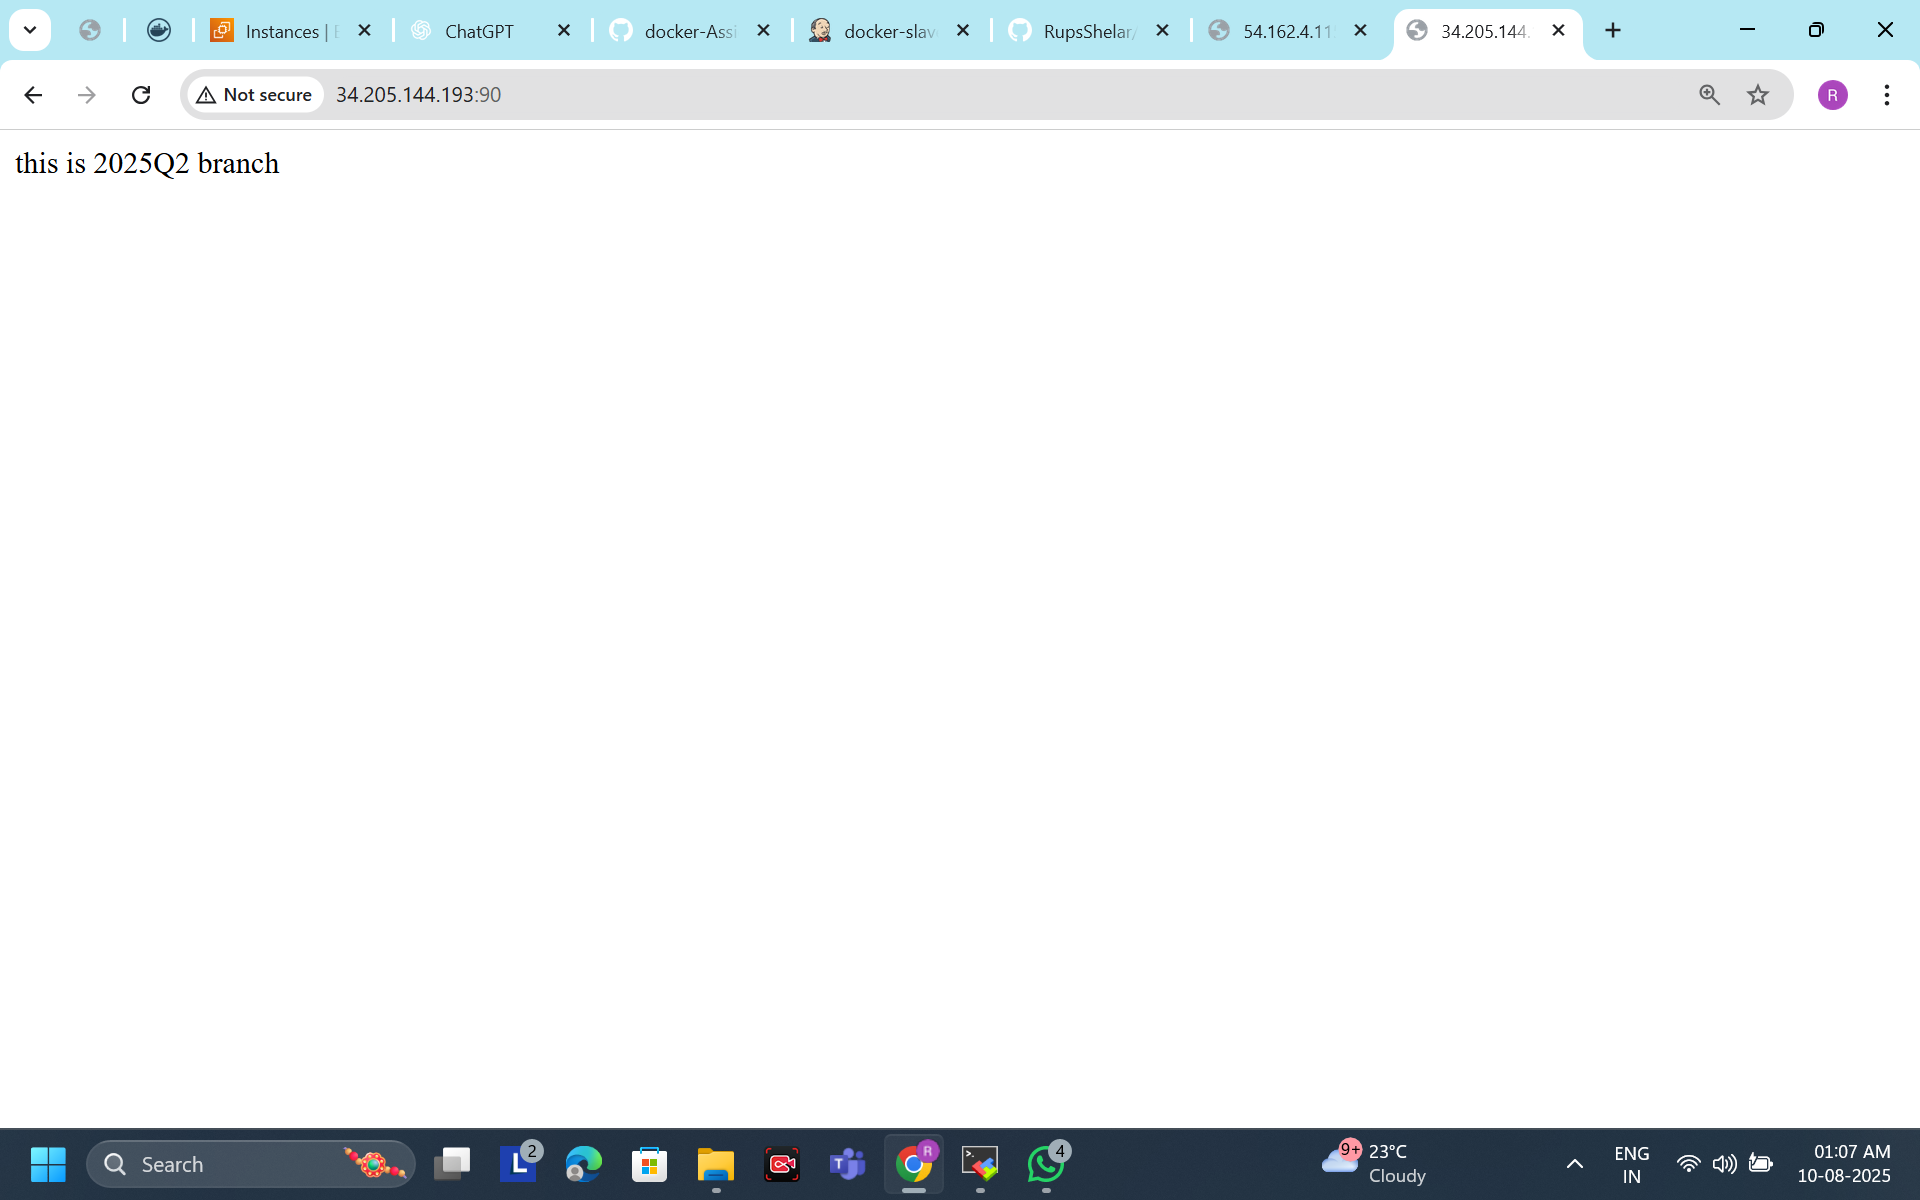 Instances | E
ChatGPT
docker-Assi
docker-slav
RupsShelar/
54.162.4.11
34.205.144.
Not secure
34.205.144.193:90
R
this is 2025Q2 branch
Search
L
2
T
R
4
9+
23°C
Cloudy
ENG
IN
01:07 AM
10-08-2025